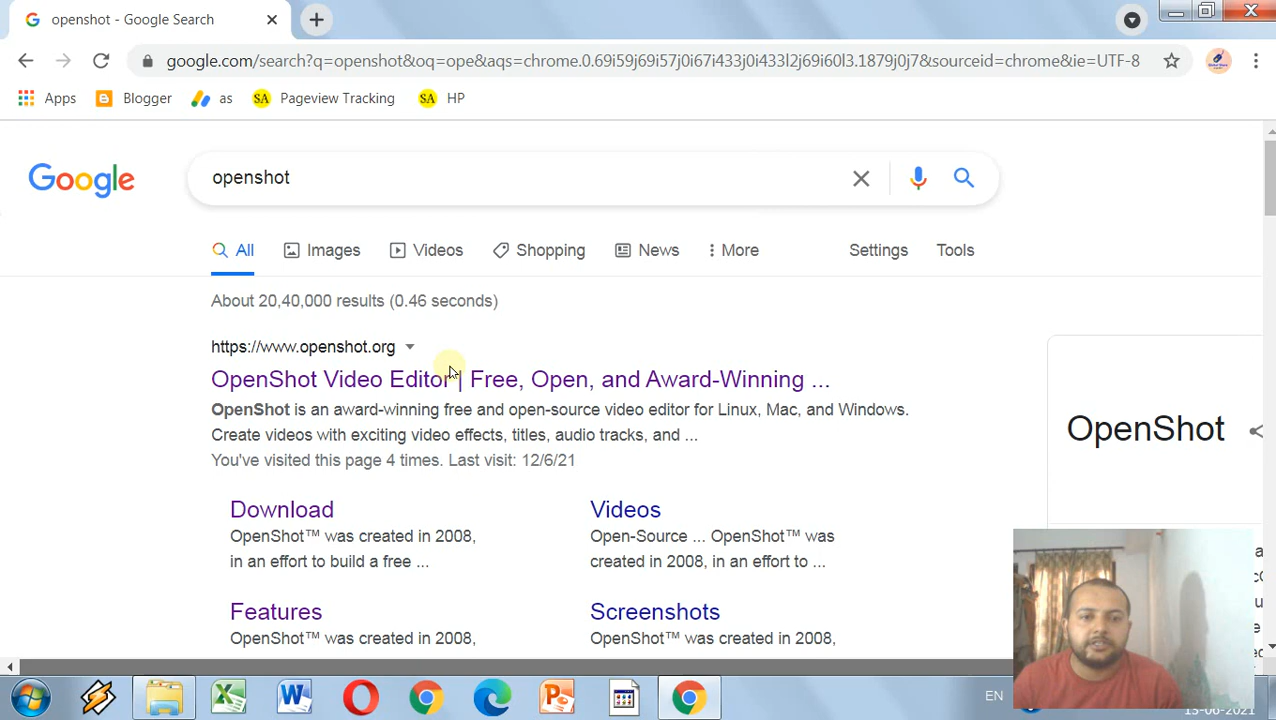 openshot - Google Search
google.com/search?q=openshot&oq=ope&aqs=chrome.0.69i59j69i57j0i67i433j0i433l2j69i60l3.1879j0j7&sourceid=chrome&ie=UTF-8
Apps Blogger as SA Pageview Tracking SA HP
Google openshot
All Images Videos Shopping News More Settings Tools
About 20,40,000 results (0.46 seconds)
https://www.openshot.org
OpenShot Video Editor | Free, Open, and Award-Winning ...
OpenShot is an award-winning free and open-source video editor for Linux, Mac, and Windows.
Create videos with exciting video effects, titles, audio tracks, and ...
You've visited this page 4 times. Last visit: 12/6/21
OpenShot
Download
OpenShot™ was created in 2008,
in an effort to build a free ...
Videos
Open-Source ... OpenShot™ was
created in 2008, in an effort to ...
Features
OpenShot™ was created in 2008,
Screenshots
OpenShot™ was created in 2008,
EN
13-06-2021